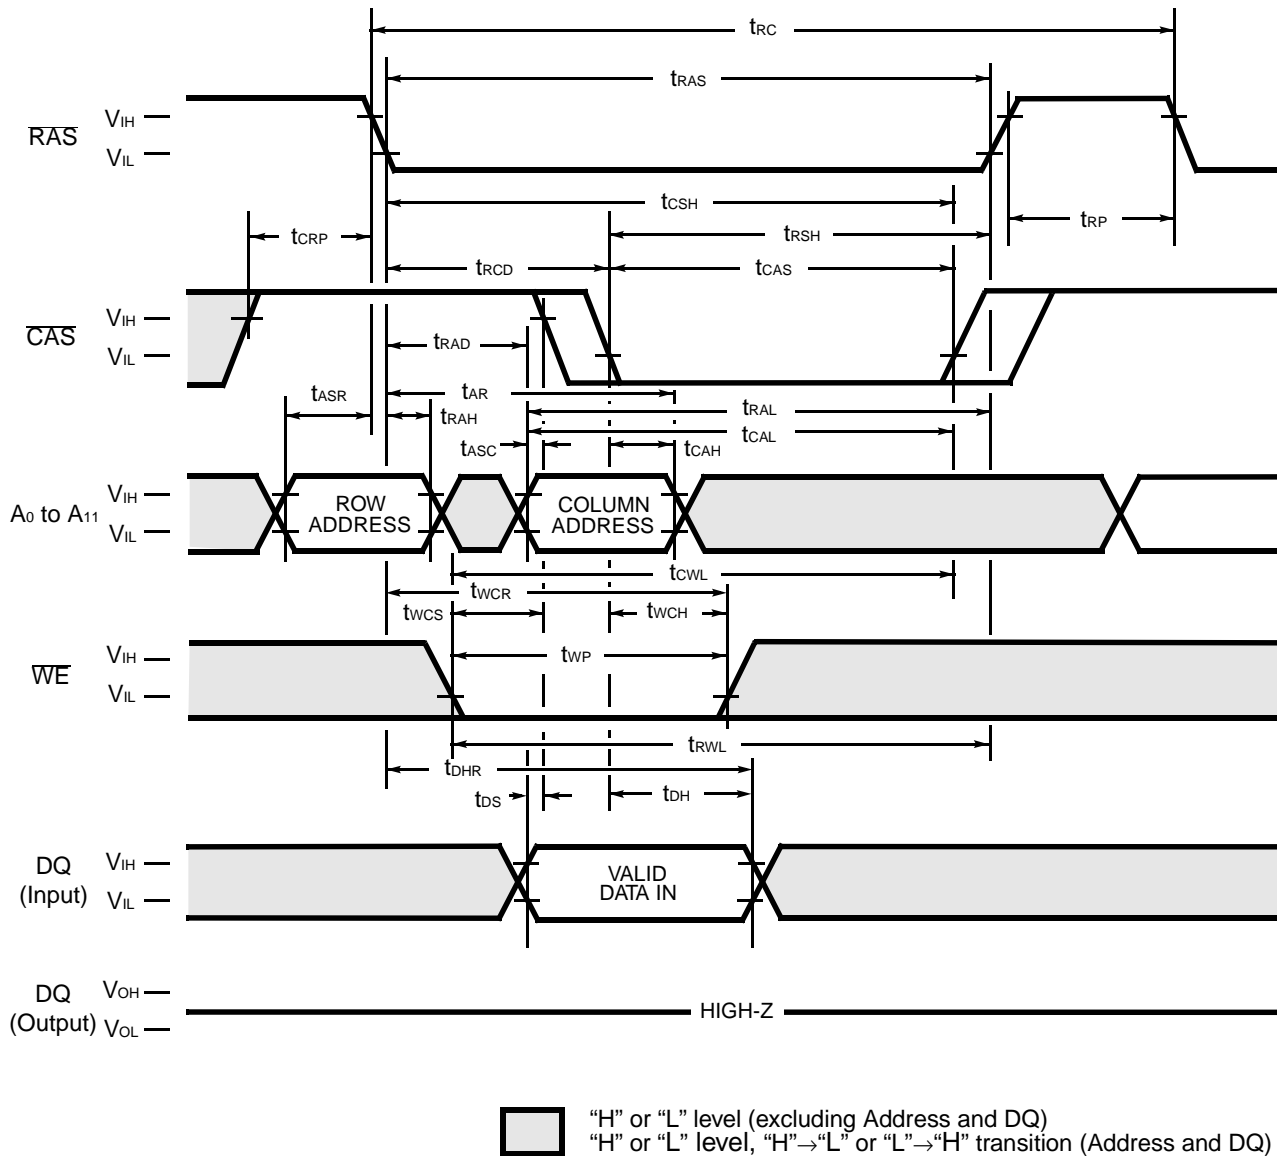 tRC
tRAS
RAS
VIH
VIL
tCSH
tCRP
tRSH
tRP
tRCD
tCAS
CAS
VIH
VIL
tRAD
tASR
tAR
tRAH
tRAL
tASC
tCAH
tCAL
A0 to A11
VIH
VIL
ROW
ADDRESS
COLUMN
ADDRESS
tCWL
tWCR
tWCS
tWCH
WE
VIH
VIL
tWP
tRWL
tDHR
tDS
tDH
DQ
(Input)
VIH
VIL
VALID
DATA IN
DQ
(Output)
VOH
VOL
HIGH-Z
“H” or “L” level (excluding Address and DQ)
“H” or “L” level, “H”→“L” or “L”→“H” transition (Address and DQ)